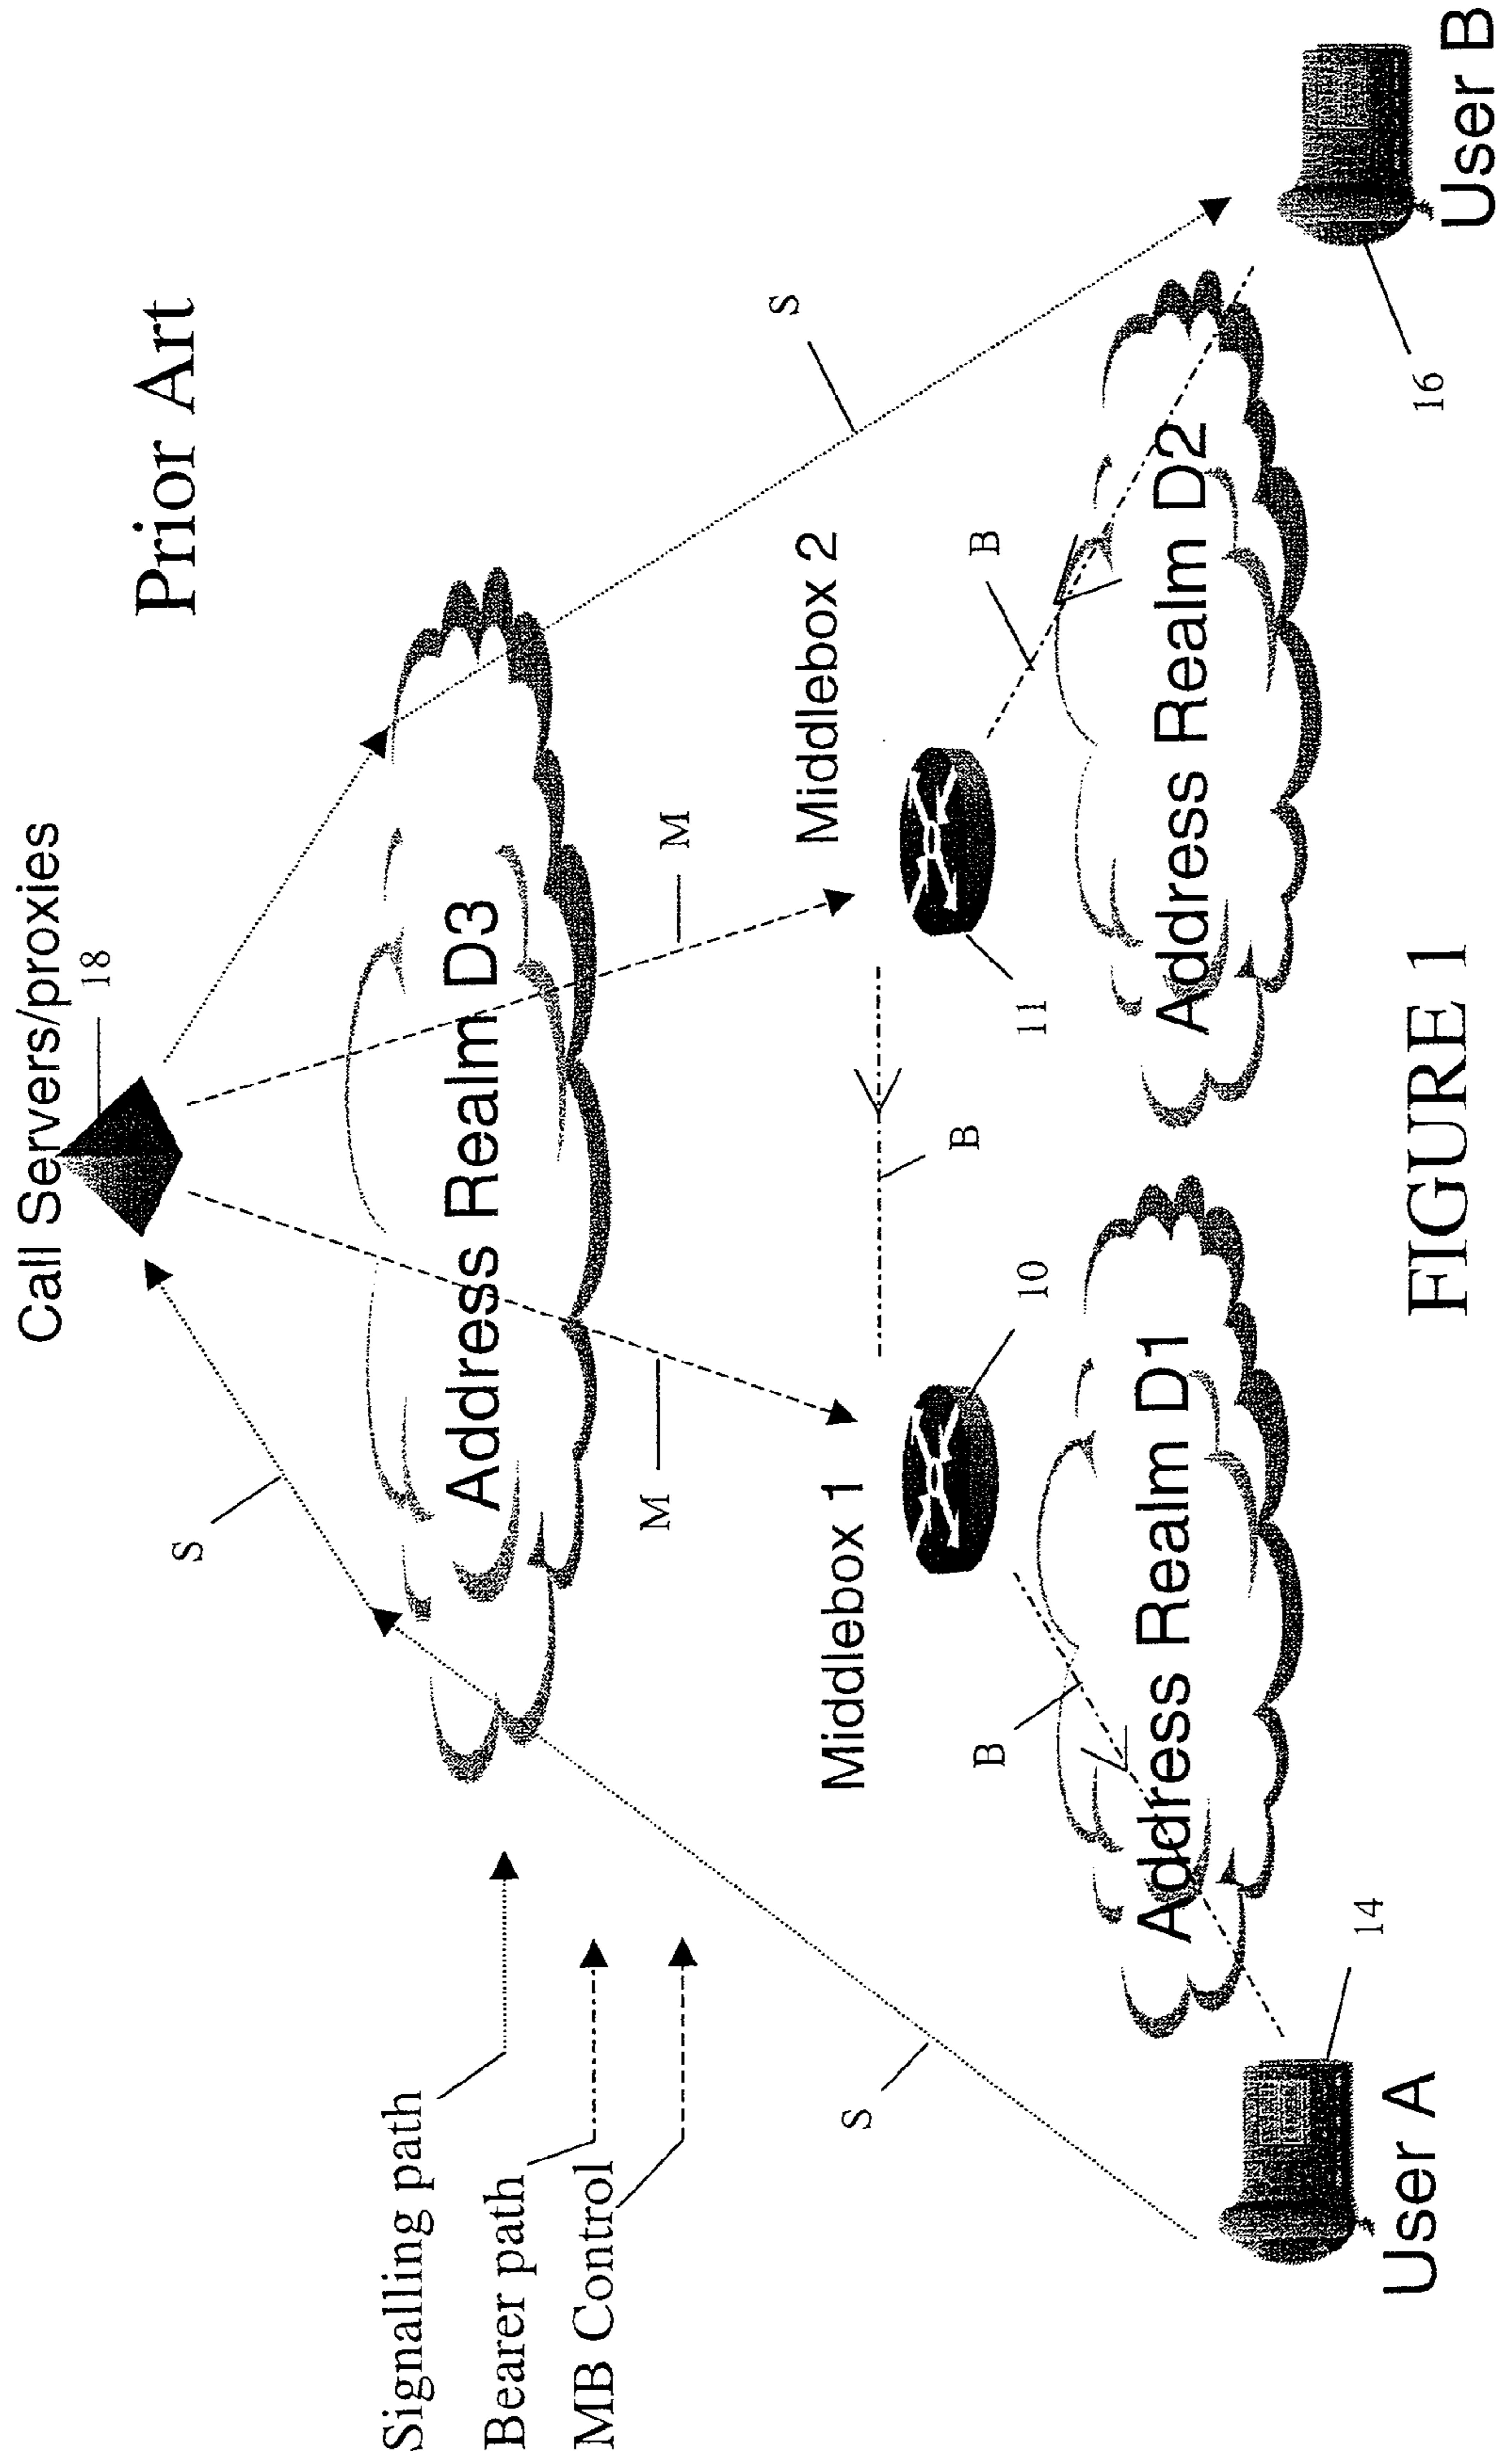 Prior Art
Call Servers/proxies
18
S
Signalling path
Bearer path
MB Control
Address Realm D3
S
M
M
S
Middlebox 1
Middlebox 2
B
10
B
11
B
Address Realm D1
Address Realm D2
14
16
User A
User B
FIGURE 1